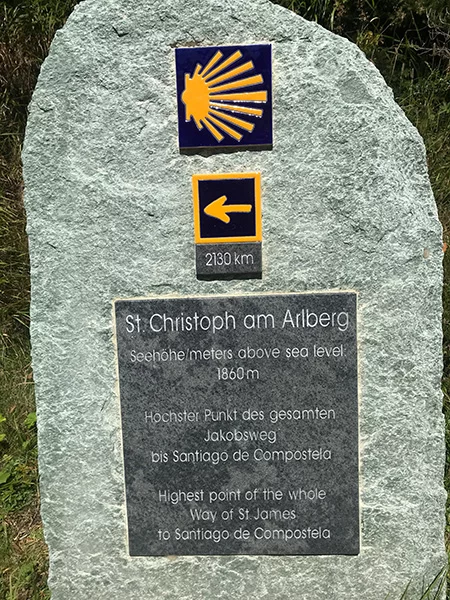 2130 km
St. Christoph am Arlberg
Seehöhe/meters above sea level:
1860 m
Höchster Punkt des gesamten
Jakobsweg
bis Santiago de Compostela
Highest point of the whole
Way of St James
to Santiago de Compostela